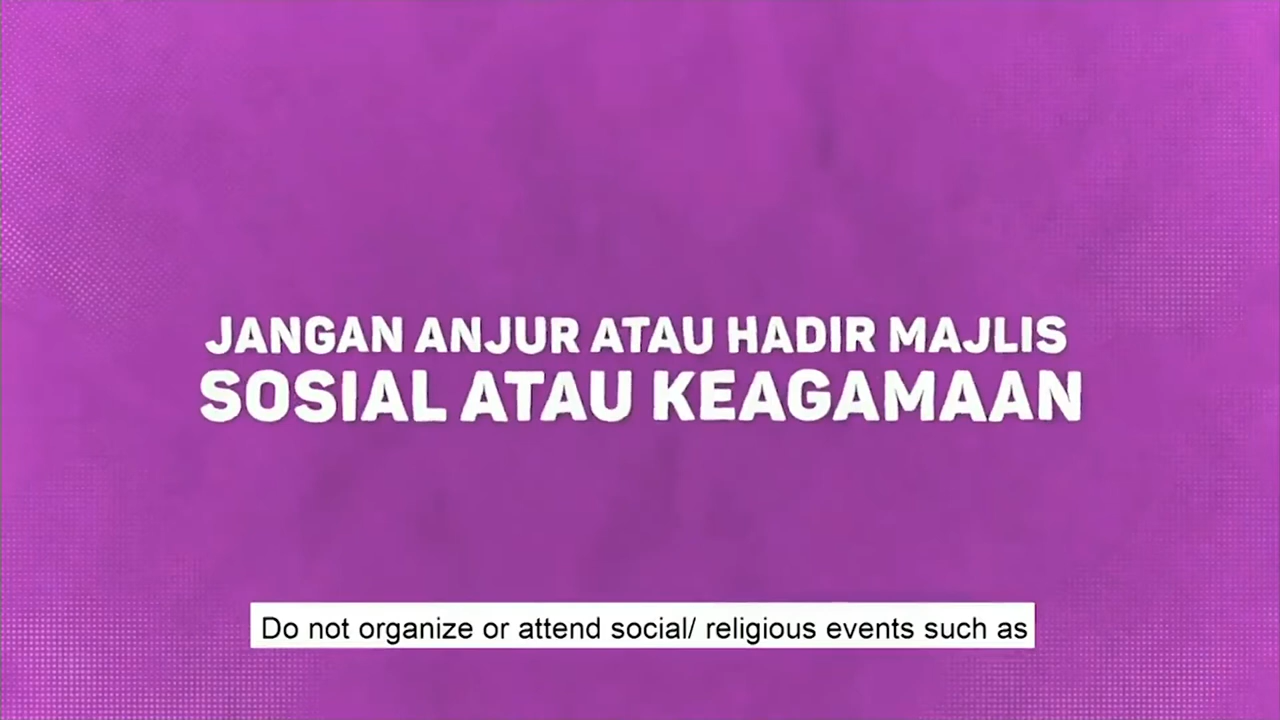 JANGAN ANJUR ATAU HADIR MAJLIS
SOSIAL ATAU KEAGAMAAN
Do not organize or attend social/ religious events such as